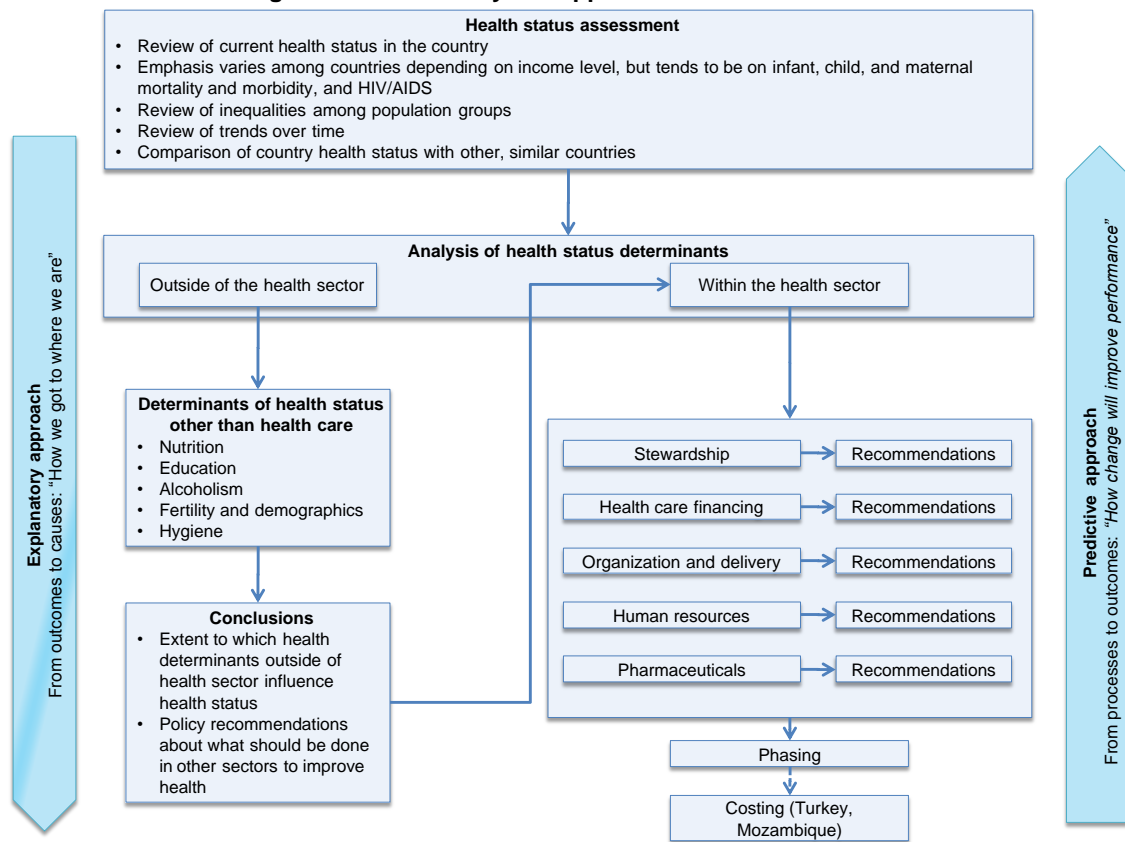 Health status assessment
• Review of current health status in the country
• Emphasis varies among countries depending on income level, but tends to be on infant, child, and maternal
mortality and morbidity, and HIV/AIDS
• Review of inequalities among population groups
• Review of trends over time
• Comparison of country health status with other, similar countries
Explanatory approach
From outcomes to causes: “How we got to where we are”
Analysis of health status determinants
Outside of the health sector
Within the health sector
Determinants of health status
other than health care
• Nutrition
• Education
• Alcoholism
• Fertility and demographics
• Hygiene
Conclusions
• Extent to which health
determinants outside of
health sector influence
health status
• Policy recommendations
about what should be done
in other sectors to improve
health
Stewardship
Recommendations
Health care financing
Recommendations
Organization and delivery
Recommendations
Human resources
Recommendations
Pharmaceuticals
Recommendations
Phasing
Costing (Turkey,
Mozambique)
Predictive approach
From processes to outcomes: “How change will improve performance”